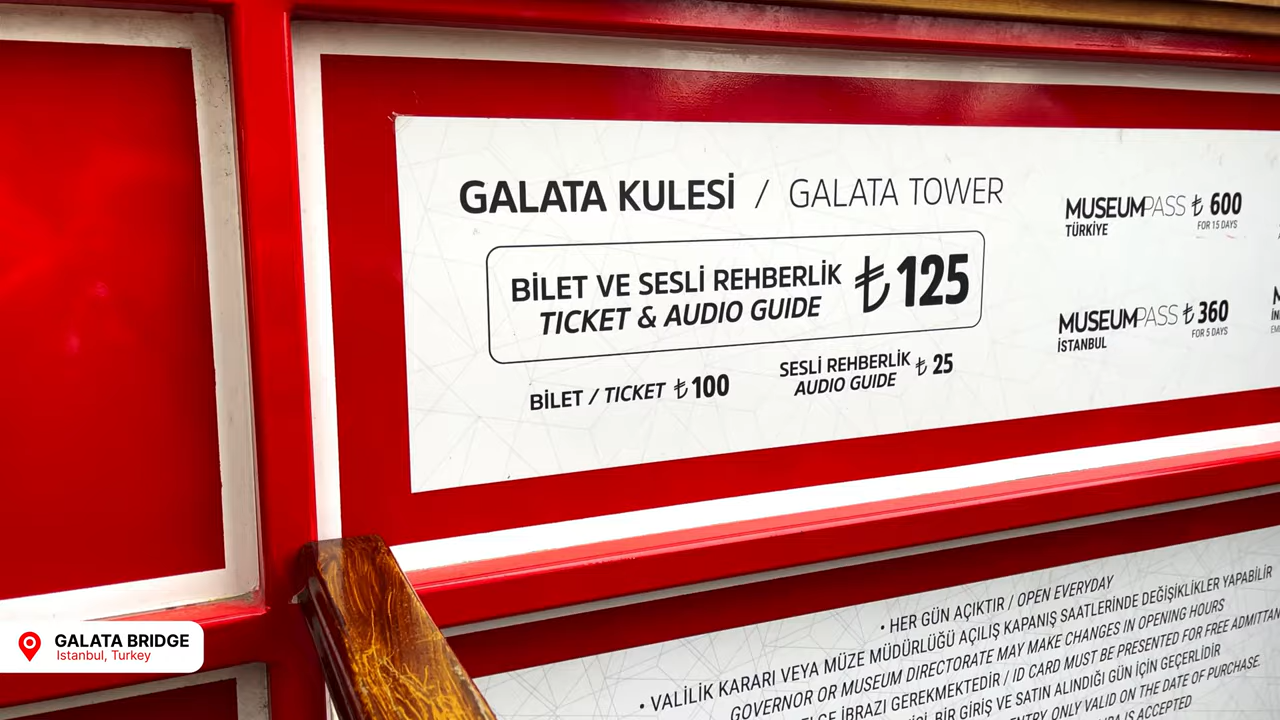 GALATA KULESİ / GALATA TOWER
BİLET VE SESLİ REHBERLİK ₺ 125
TICKET & AUDIO GUIDE
BİLET / TICKET ₺ 100
SESLİ REHBERLİK ₺ 25
AUDIO GUIDE
MUSEUMPASS ₺ 600
TÜRKİYE
FOR 15 DAYS
MUSEUMPASS ₺ 360
İSTANBUL
FOR 5 DAYS
• HER GÜN AÇIKTIR / OPEN EVERYDAY
• VALİLİK KARARI VEYA MÜZE MÜDÜRLÜĞÜ AÇILIŞ KAPANIŞ SAATLERİNDE DEĞİŞİKLİKLER YAPABİLİR
GOVERNOR OR MUSEUM DIRECTORATE MAY MAKE CHANGES IN OPENING HOURS
İBRAZI GEREKMEKTEDİR / ID CARD MUST BE PRESENTED FOR FREE
BİR GİRİŞ VE SATIN ALINDIĞI GÜN İÇİN GEÇERLİDİR
ENTRY ONLY VALID ON THE DATE OF PURCHASE.
IS ACCEPTED
GALATA BRIDGE
Istanbul, Turkey